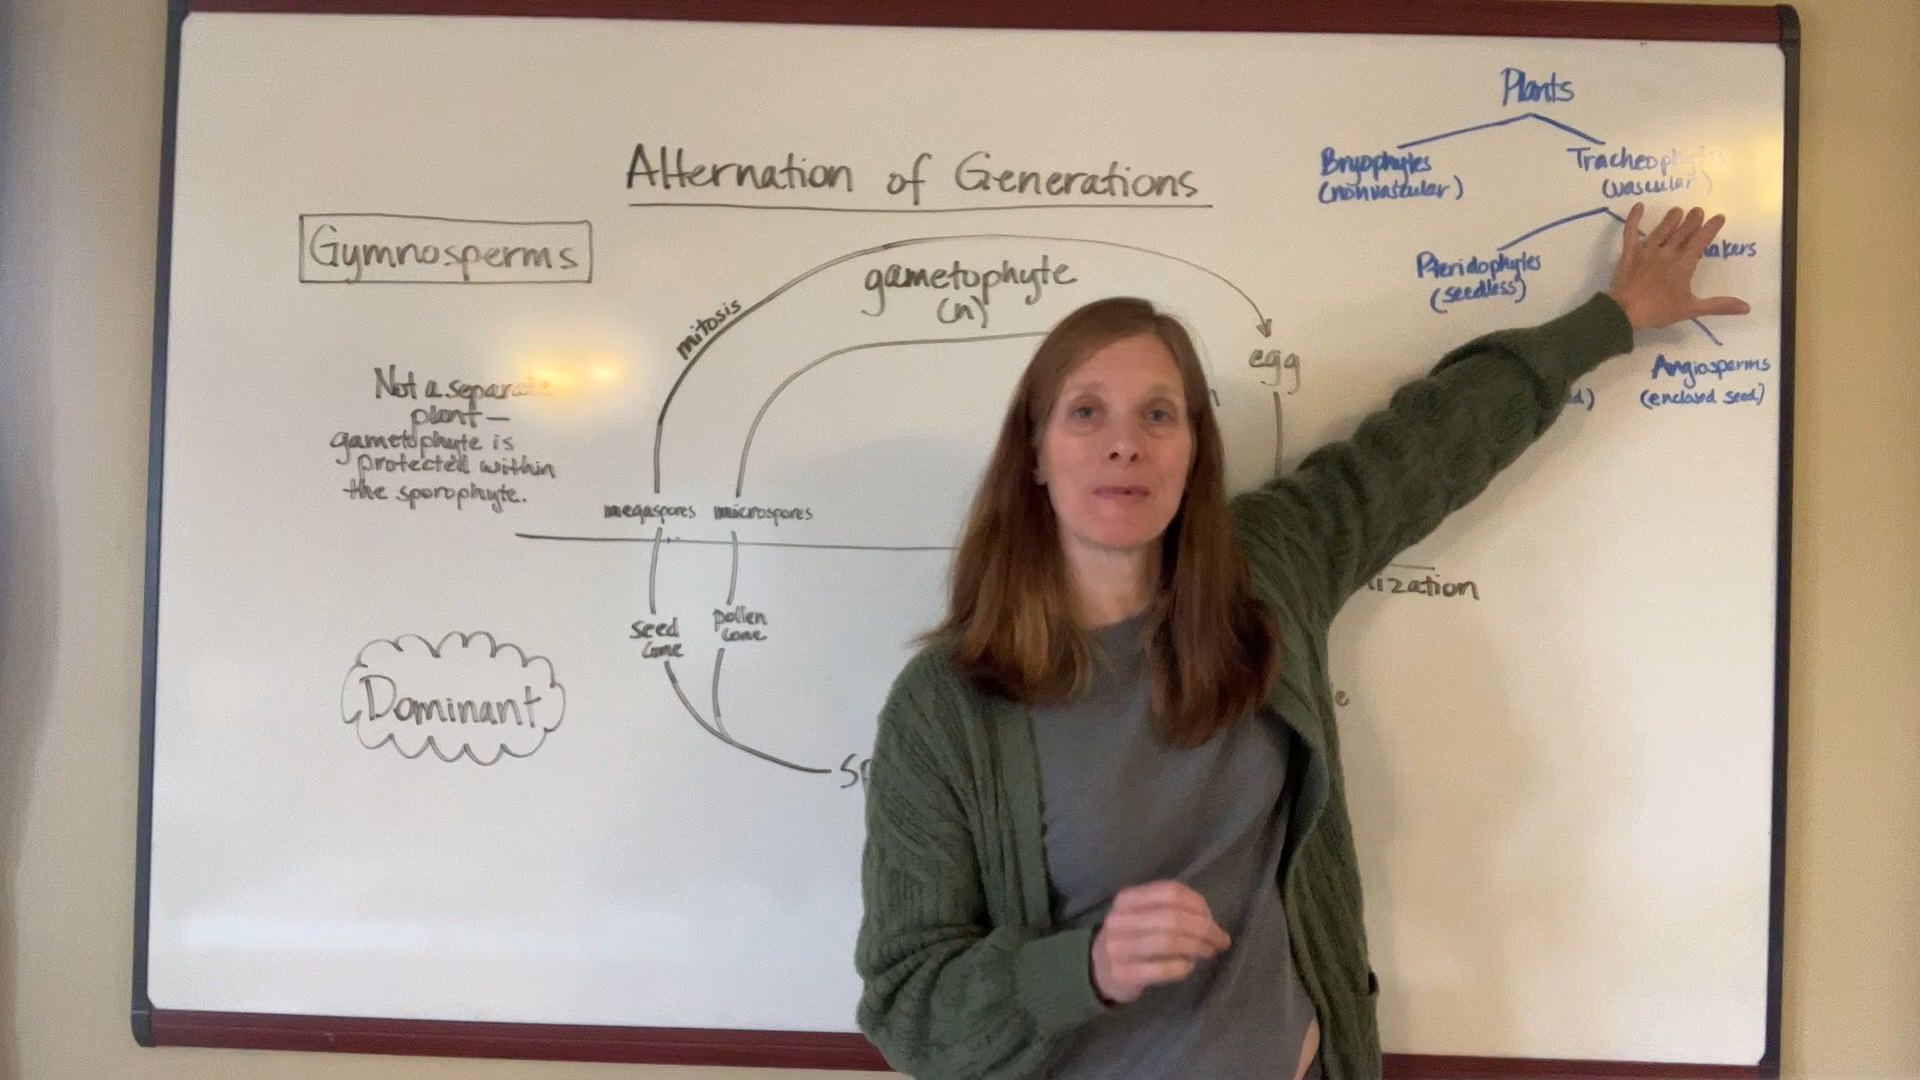 Plants
Bryophytes
(nonvascular)
Tracheophytes
(vascular)
Pteridophytes
(seedless)
Angiosperms
(enclosed seed)
Alternation of Generations
Gymnosperms
gametophyte
(n)
mitosis
egg
Not a separate
plant—
gametophyte is
protected within
the sporophyte.
megaspores microspores
seed
cone
pollen
cone
Dominant